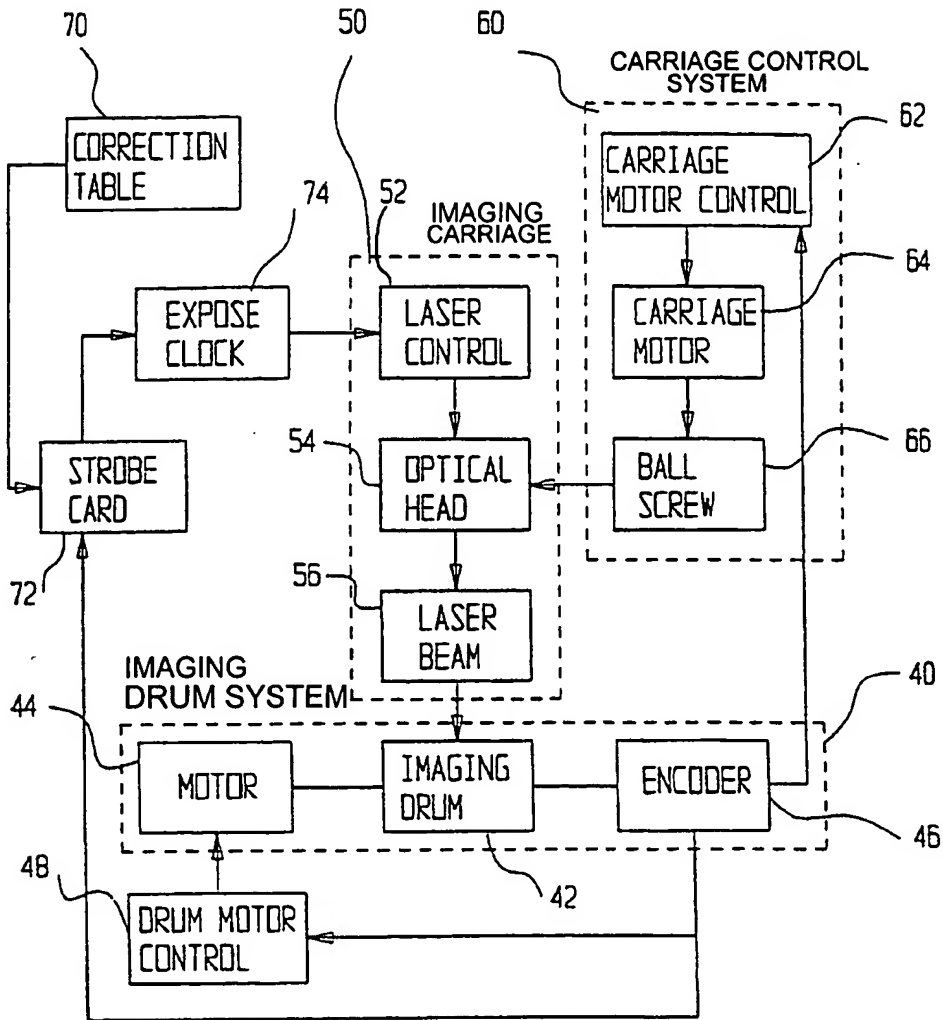 70
50
60
CARRIAGE CONTROL
SYSTEM
62
CORRECTION
TABLE
CARRIAGE
MOTOR CONTROL
74
52
IMAGING
CARRIAGE
64
EXPOSE
CLOCK
LASER
CONTROL
CARRIAGE
MOTOR
54
66
STROBE
CARD
OPTICAL
HEAD
BALL
SCREW
72
56
LASER
BEAM
IMAGING
DRUM SYSTEM
40
44
MOTOR
IMAGING
DRUM
ENCODER
46
48
42
DRUM MOTOR
CONTROL